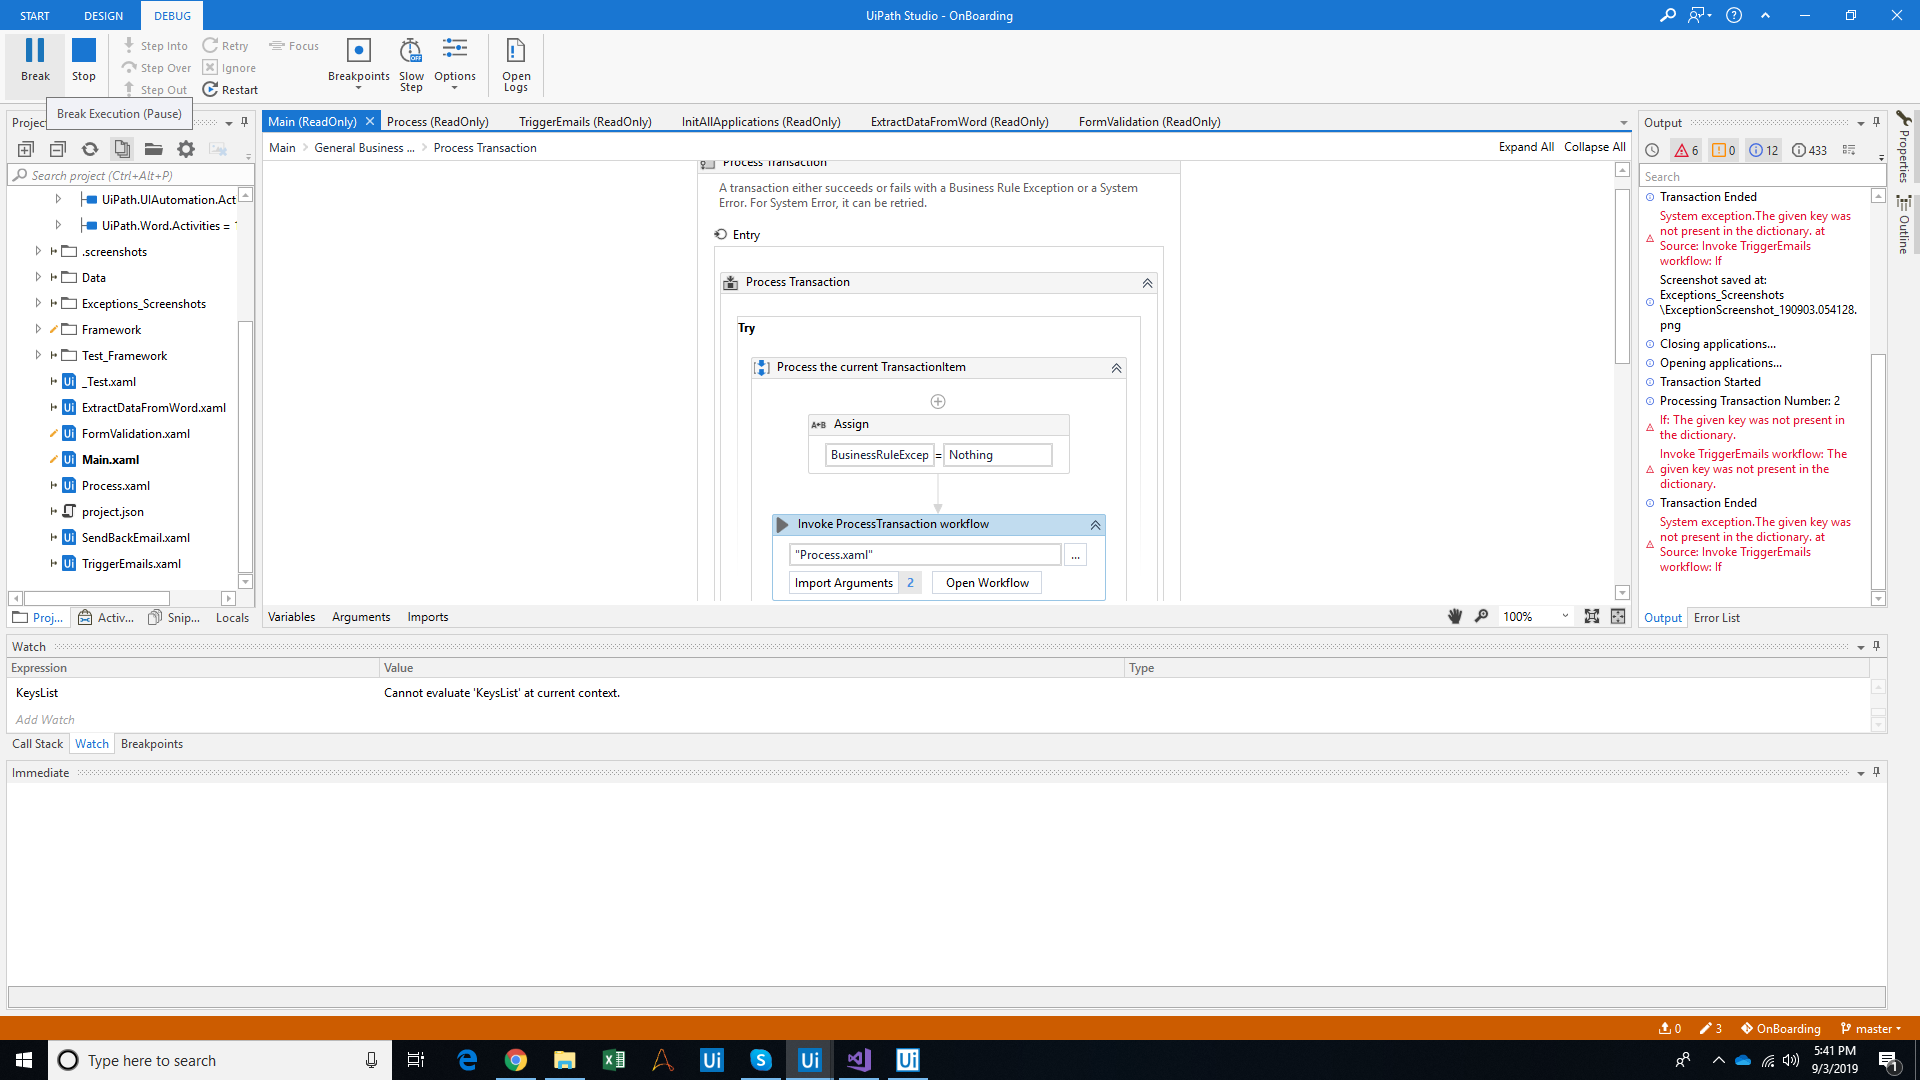 START
DESIGN
DEBUG
UiPath Studio - OnBoarding
Break
Stop
Step Into
Step Over
Step Out
Retry
Ignore
Restart
Focus
Breakpoints
Slow
Step
OFF
Options
Open
Logs
Break Execution (Pause)
Projec
Search project (Ctrl+Alt+P)
UiPath.UIAutomation.Act
UiPath.Word.Activities =
.screenshots
Data
Exceptions_Screenshots
Framework
Test_Framework
_Test.xaml
ExtractDataFromWord.xaml
FormValidation.xaml
Main.xaml
Process.xaml
project.json
SendBackEmail.xaml
TriggerEmails.xaml
Proj...
Activ...
Snip...
Locals
Main (ReadOnly)
Process (ReadOnly)
TriggerEmails (ReadOnly)
InitAllApplications (ReadOnly)
ExtractDataFromWord (ReadOnly)
FormValidation (ReadOnly)
Main > General Business ... > Process Transaction
Expand All
Collapse All
Process Transaction
A transaction either succeeds or fails with a Business Rule Exception or a System
Error. For System Error, it can be retried.
Entry
Process Transaction
Try
Process the current TransactionItem
A+B Assign
BusinessRuleExcep = Nothing
Invoke ProcessTransaction workflow
"Process.xaml"
...
Import Arguments 2
Open Workflow
Variables
Arguments
Imports
100%
Output
6
0
12
433
Search
Transaction Ended
System exception.The given key was
not present in the dictionary. at
Source: Invoke TriggerEmails
workflow: If
Screenshot saved at:
Exceptions_Screenshots
\ExceptionScreenshot_190903.054128.
png
Closing applications...
Opening applications...
Transaction Started
Processing Transaction Number: 2
If: The given key was not present in
the dictionary.
Invoke TriggerEmails workflow: The
given key was not present in the
dictionary.
Transaction Ended
System exception.The given key was
not present in the dictionary. at
Source: Invoke TriggerEmails
workflow: If
Output
Error List
Properties
Outline
Watch
Expression
Value
Type
KeysList
Cannot evaluate 'KeysList' at current context.
Add Watch
Call Stack
Watch
Breakpoints
Immediate
0
3
OnBoarding
master
Type here to search
Ui
Ui
Ui
5:41 PM
9/3/2019
1